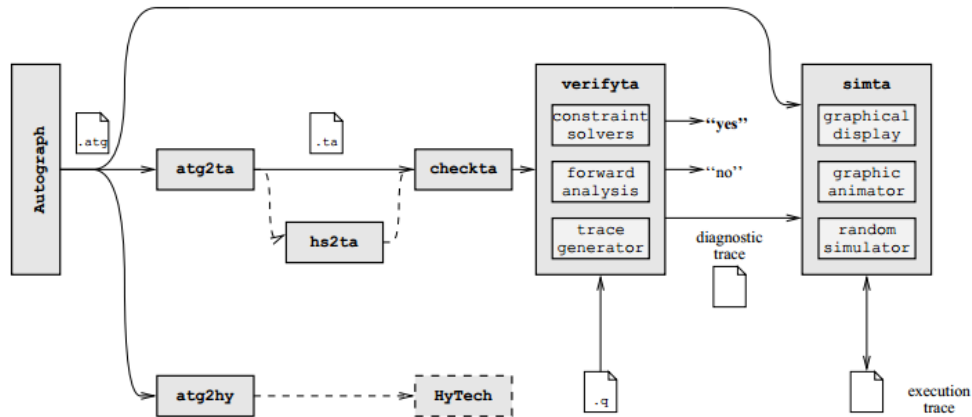 Autograph
.atg
atg2ta
.ta
hs2ta
checkta
verifyta
constraint
solvers
forward
analysis
trace
generator
"yes"
"no"
diagnostic
trace
simta
graphical
display
graphic
animator
random
simulator
atg2hy
HyTech
.q
execution
trace